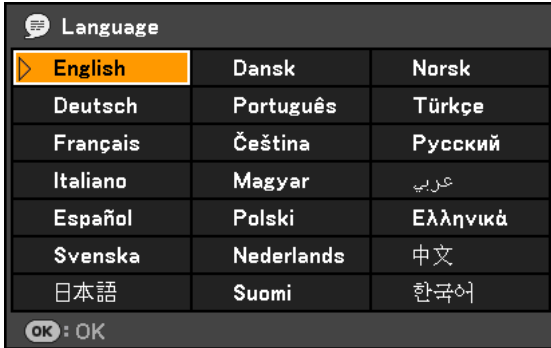 Language
English Dansk Norsk
Deutsch Português Türkçe
Français Čeština Русский
Italiano Magyar عربي
Español Polski Ελληνικά
Svenska Nederlands 中文
日本語 Suomi 한국어
OK : OK